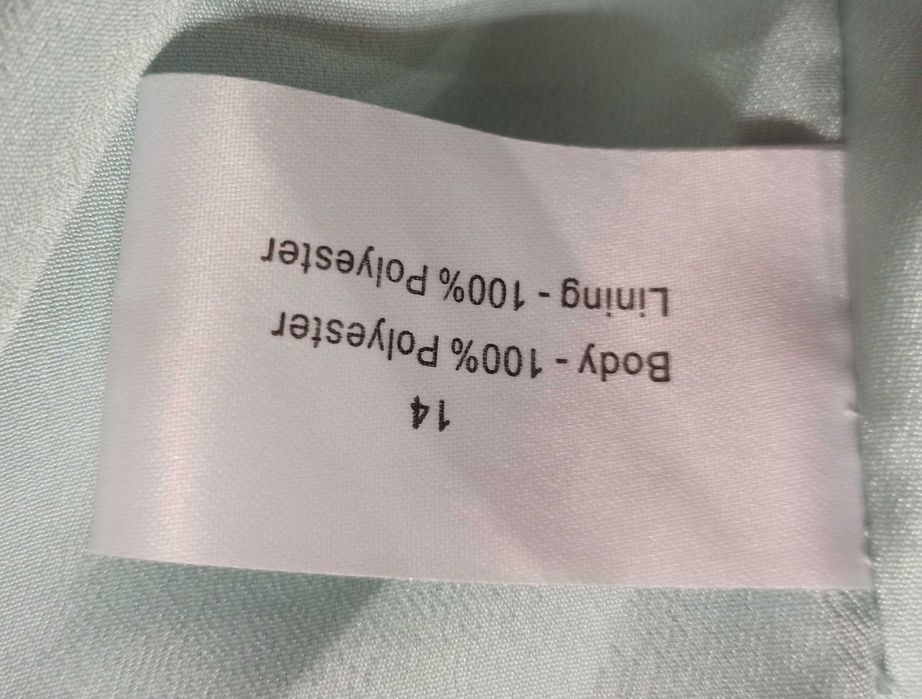 14
Body - 100% Polyester
Lining - 100% Polyester